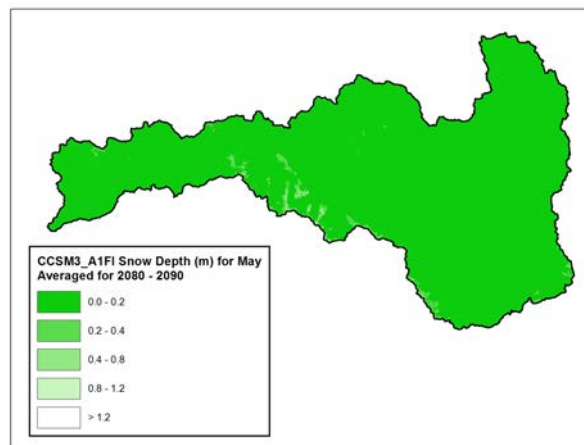 CCSM3_A1FI Snow Depth (m) for May
Averaged for 2080 - 2090
0.0 - 0.2
0.2 - 0.4
0.4 - 0.8
0.8 - 1.2
> 1.2